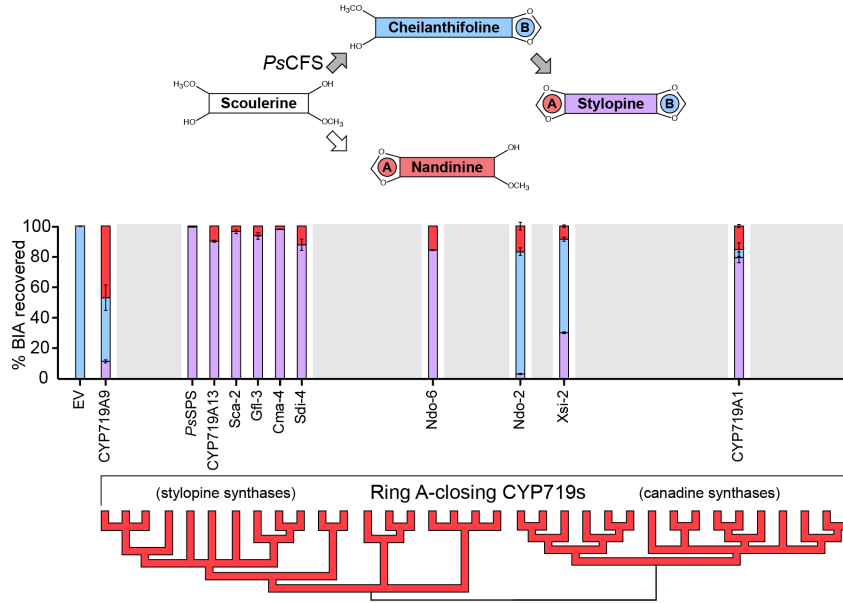 H₃CO
O
Cheilanthifoline
B
HO
O
PsCFS
H₃CO
OH
Scoulerine
HO
OCH₃
O
O
A
Stylopine
B
O
O
O
OH
A
Nandinine
O
OCH₃
% BIA recovered
100
80
60
40
20
0
EV
CYP719A9
PsSPS
CYP719A13
Sca-2
Gfl-3
Cma-4
Sdi-4
Ndo-6
Ndo-2
Xsi-2
CYP719A1
(stylopine synthases) Ring A-closing CYP719s (canadine synthases)